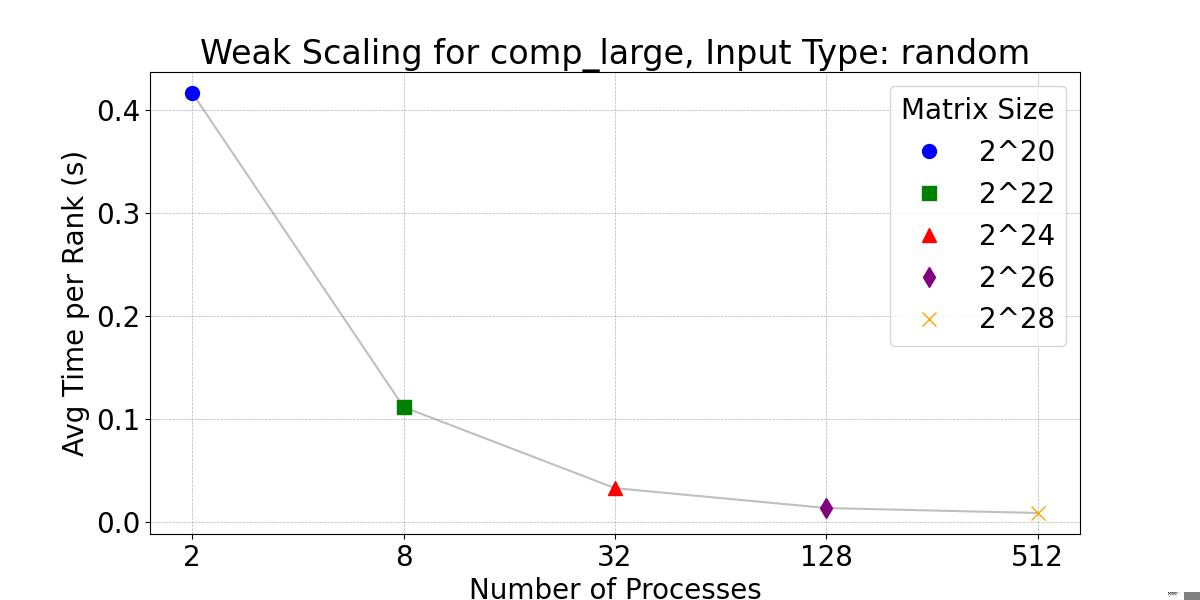 Weak Scaling for comp_large, Input Type: random
Avg Time per Rank (s)
0.4
0.3
0.2
0.1
0.0
Matrix Size
2^20
2^22
2^24
2^26
2^28
2 8 32 128 512
Number of Processes